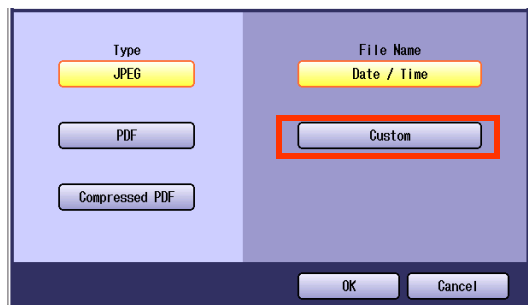 Type
JPEG
PDF
Compressed PDF
File Name
Date / Time
Custom
OK
Cancel